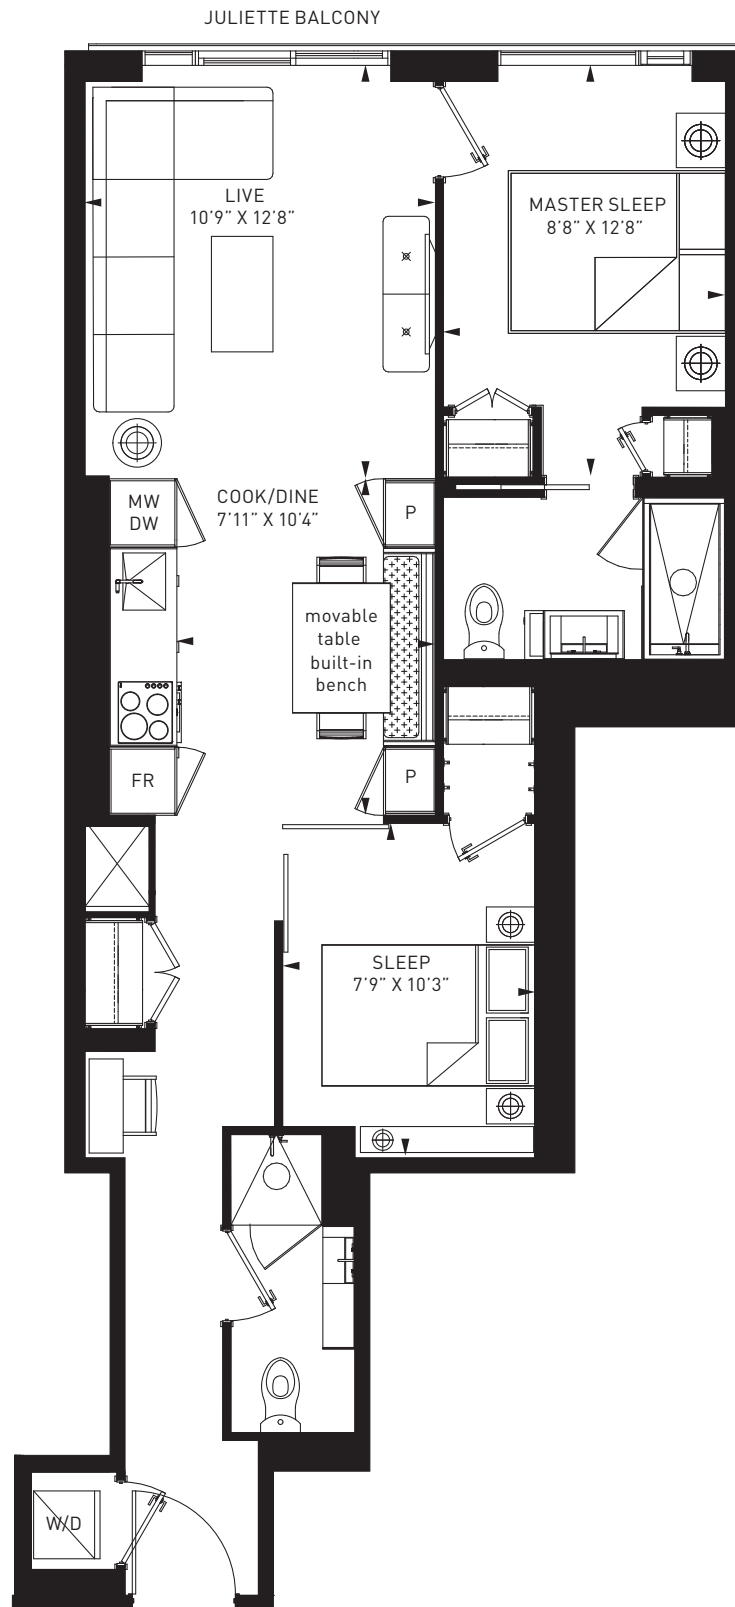 JULIETTE BALCONY
LIVE
10'9" X 12'8"
MASTER SLEEP
8'8" X 12'8"
MW
DW
COOK/DINE
7'11" X 10'4"
P
movable
table
built-in
bench
FR
P
SLEEP
7'9" X 10'3"
W/D